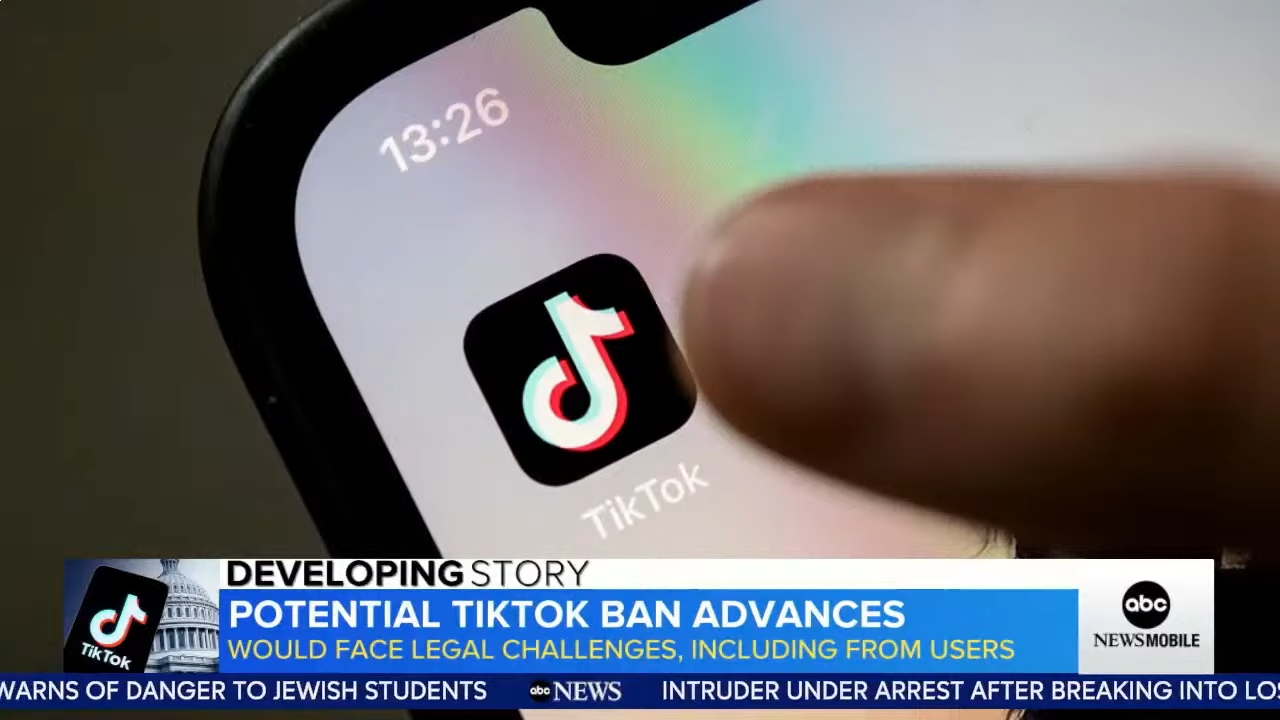 13:26
TikTok
DEVELOPING STORY
POTENTIAL TIKTOK BAN ADVANCES
WOULD FACE LEGAL CHALLENGES, INCLUDING FROM USERS
TikTok
abc
NEWS MOBILE
WARNS OF DANGER TO JEWISH STUDENTS abc NEWS INTRUDER UNDER ARREST AFTER BREAKING INTO LOS